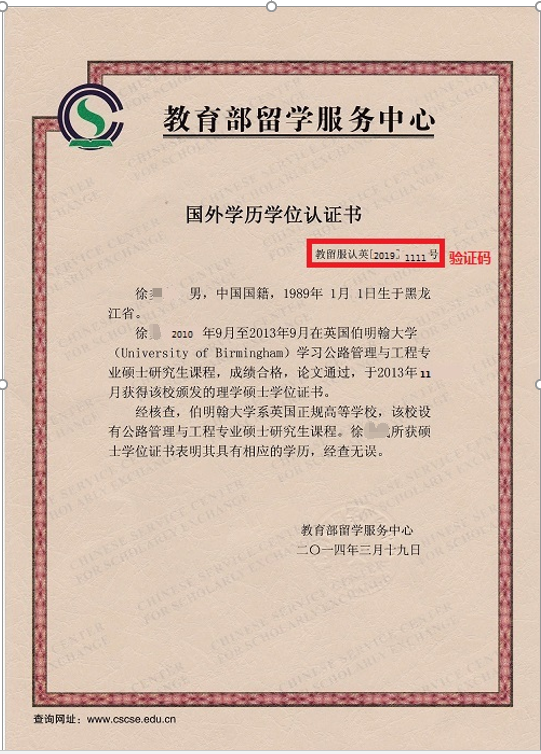 教育部留学服务中心
国外学历学位认证书
教留服认英[2019] 1111 号
验证码
徐 男，中国国籍，1989年 1月 1日生于黑龙
江省。
徐 2010 年9月至2013年9月在英国伯明翰大学
（University of Birmingham）学习公路管理与工程专
业硕士研究生课程，成绩合格，论文通过，于2013年11
月获得该校颁发的理学硕士学位证书。
经核查，伯明翰大学系英国正规高等学校，该校设
有公路管理与工程专业硕士研究生课程。徐 所获硕
士学位证书表明其具有相应的学历，经查无误。
教育部留学服务中心
二〇一四年三月十九日
查询网址：www.cscse.edu.cn
CHINESE SERVICE CENTER
FOR SCHOLARLY EXCHANGE